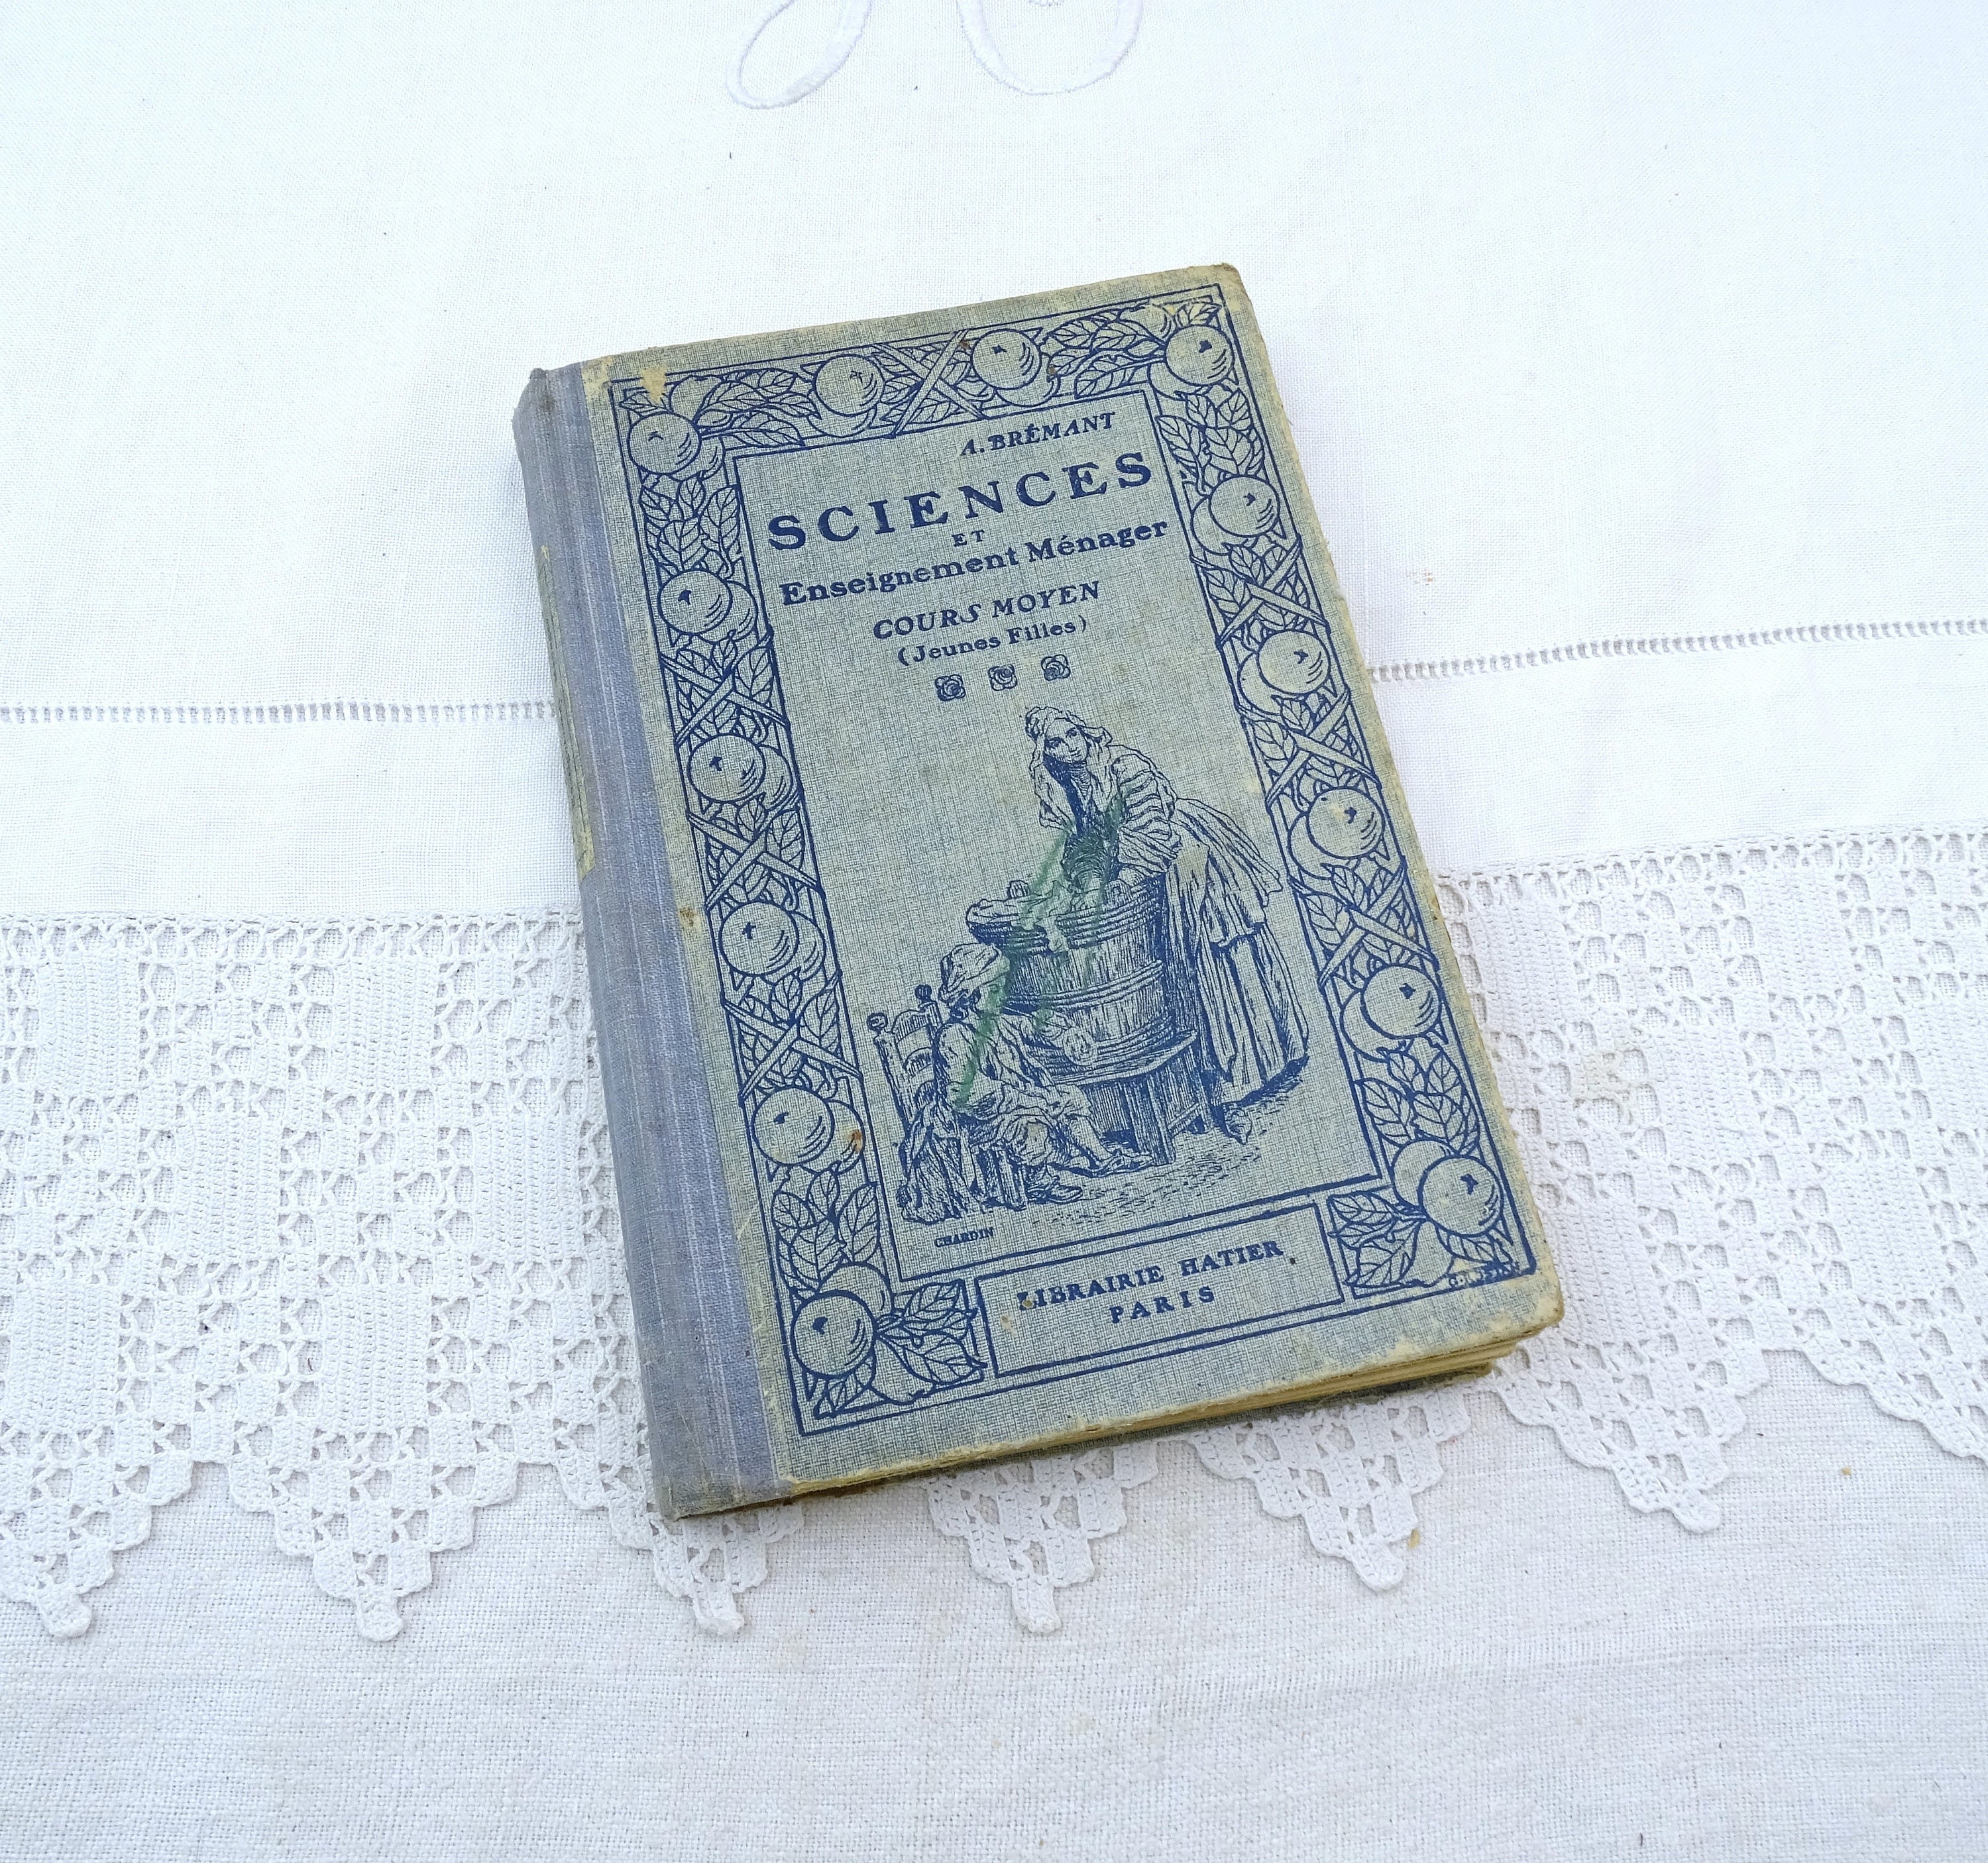 A. BRÉMANT
SCIENCES
ET
Enseignement Ménager
COURS MOYEN
(Jeunes Filles)
CHARDIN
LIBRAIRIE HATIER
PARIS